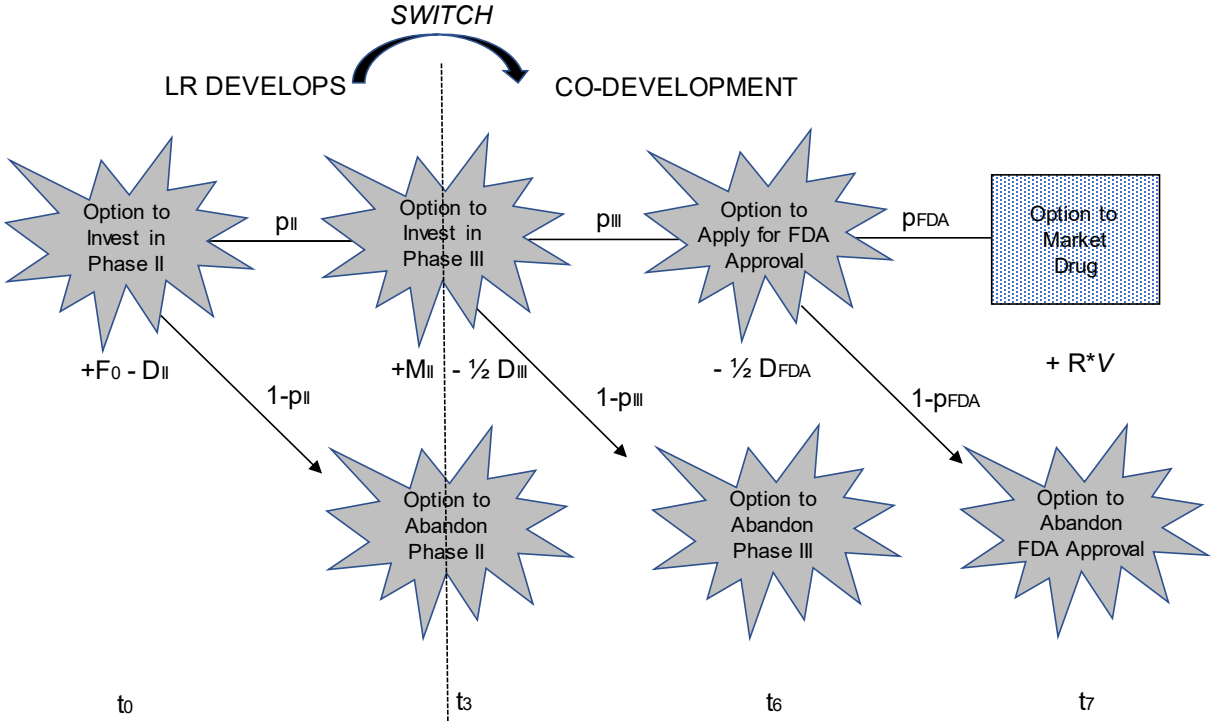 SWITCH
LR DEVELOPS
CO-DEVELOPMENT
Option to
Invest in
Phase II
pII
Option to
Invest in
Phase III
pIII
Option to
Apply for FDA
Approval
pFDA
Option to
Market
Drug
+F0 - DII
+MII - ½ DIII
- ½ DFDA
+ R*V
1-pII
1-pIII
1-pFDA
Option to
Abandon
Phase II
Option to
Abandon
Phase III
Option to
Abandon
FDA Approval
t0
t3
t6
t7